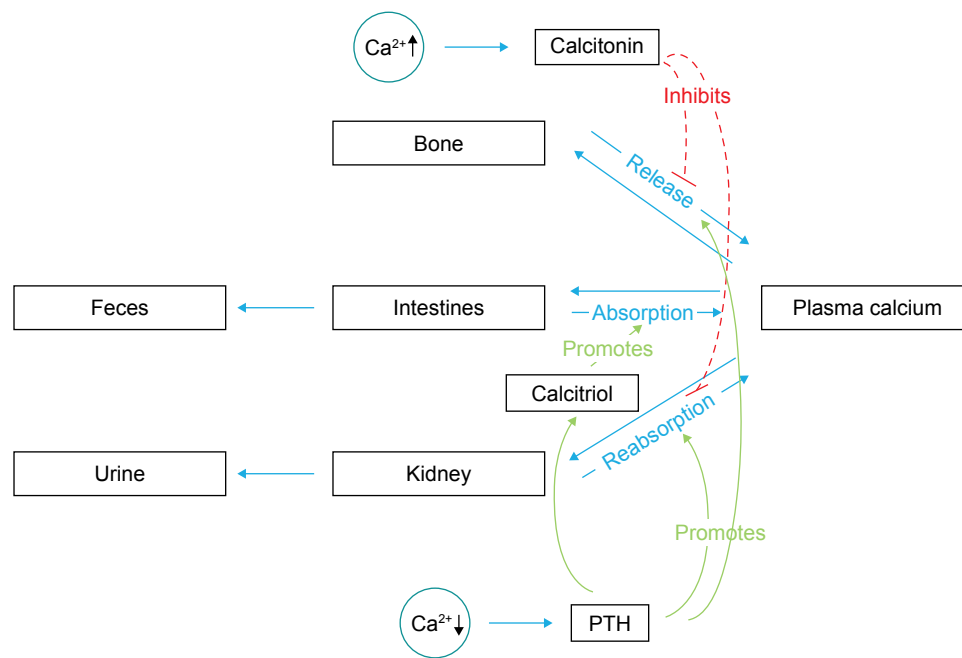 Ca²⁺↑
Calcitonin
Inhibits
Bone
Release
Feces
Intestines
Absorption
Plasma calcium
Promotes
Calcitriol
Reabsorption
Urine
Kidney
Promotes
Ca²⁺↓
PTH